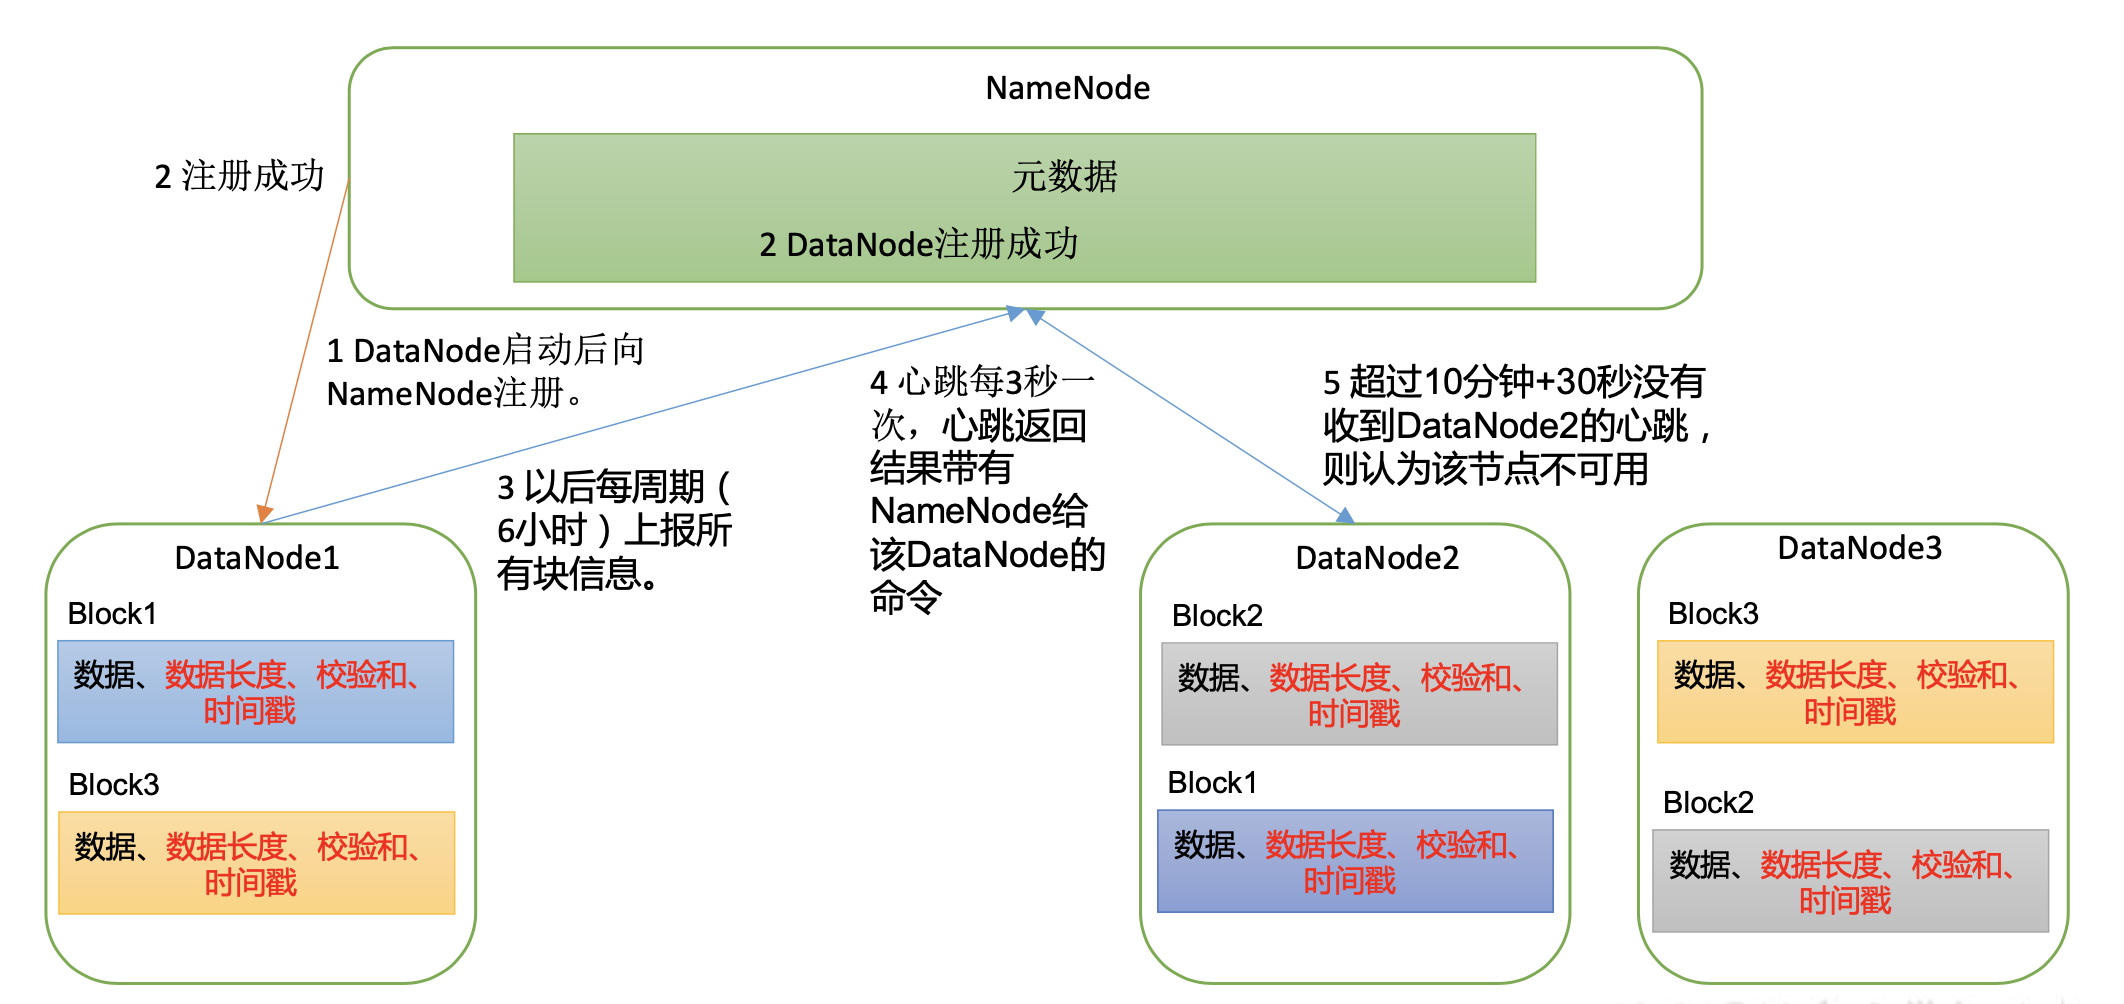 NameNode
元数据
2 DataNode注册成功
2 注册成功
1 DataNode启动后向
NameNode注册。
3 以后每周期（
6小时）上报所
有块信息。
4 心跳每3秒一
次，心跳返回
结果带有
NameNode给
该DataNode的
命令
5 超过10分钟+30秒没有
收到DataNode2的心跳，
则认为该节点不可用
DataNode1
Block1
数据、数据长度、校验和、
时间戳
Block3
数据、数据长度、校验和、
时间戳
DataNode2
Block2
数据、数据长度、校验和、
时间戳
Block1
数据、数据长度、校验和、
时间戳
DataNode3
Block3
数据、数据长度、校验和、
时间戳
Block2
数据、数据长度、校验和、
时间戳